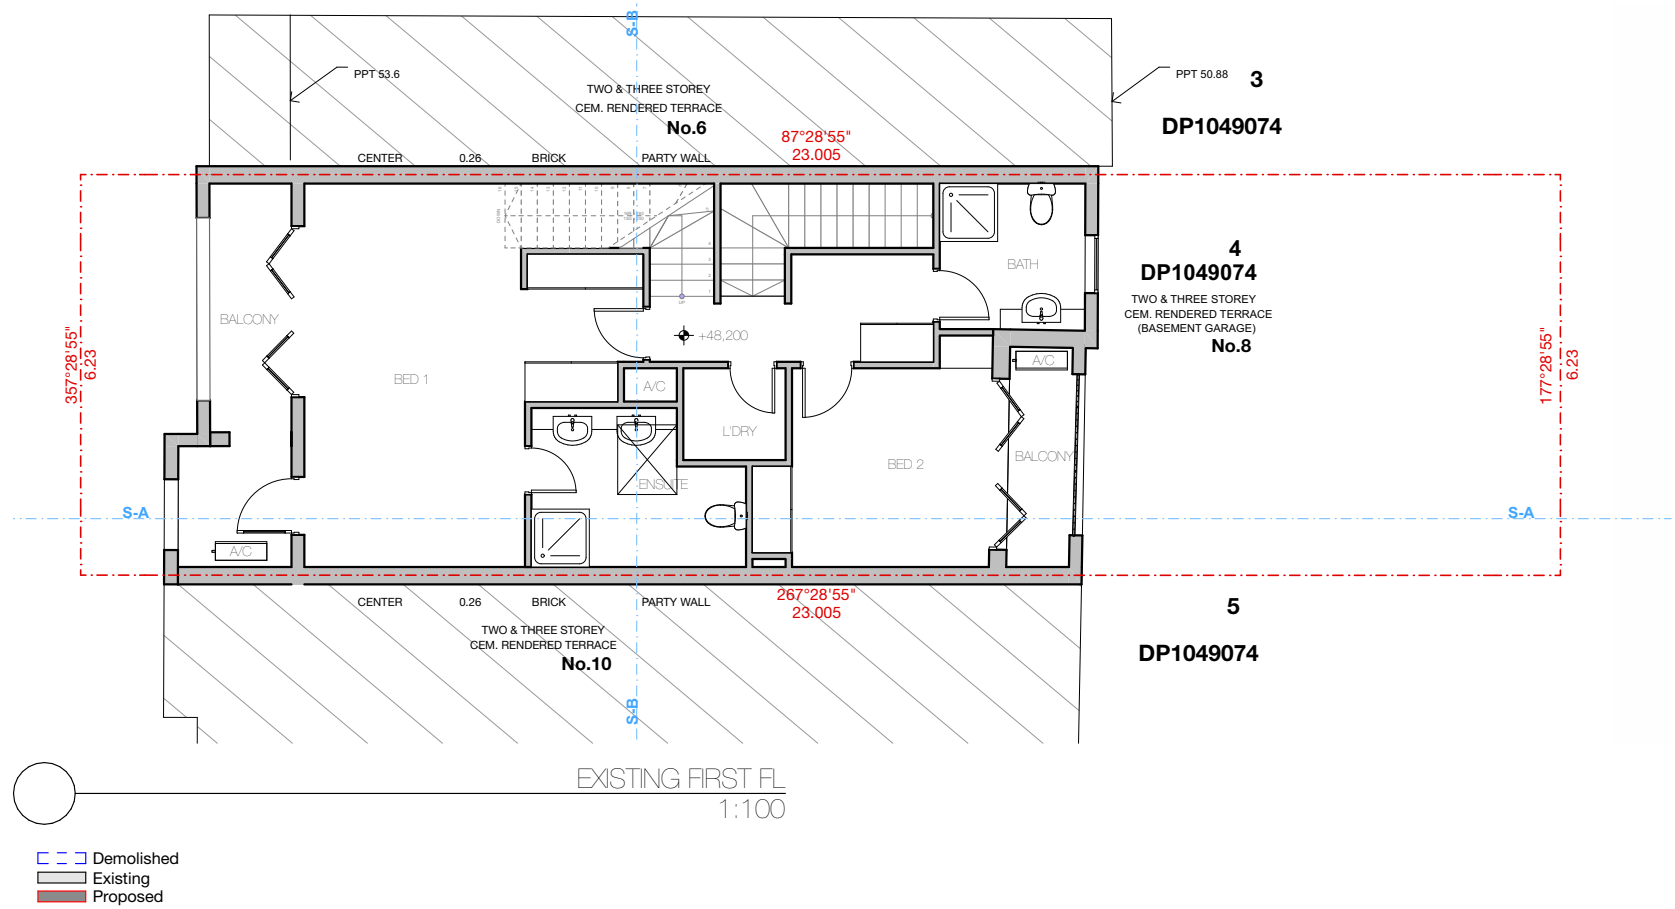 S-B
PPT 53.6
PPT 50.88
3
TWO & THREE STOREY
CEM. RENDERED TERRACE
No.6
DP1049074
87°28'55"
23.005
CENTER 0.26 BRICK PARTY WALL
DOWN
UP
BATH
4
DP1049074
TWO & THREE STOREY
CEM. RENDERED TERRACE
(BASEMENT GARAGE)
No.8
BALCONY
+48,200
357°28'55"
6.23
177°28'55"
6.23
A/C
BED 1
A/C
L'DRY
BED 2
BALCONY
ENSUITE
S-A
S-A
A/C
267°28'55"
23.005
CENTER 0.26 BRICK PARTY WALL
5
TWO & THREE STOREY
CEM. RENDERED TERRACE
No.10
DP1049074
S-B
EXISTING FIRST FL
1:100
Demolished
Existing
Proposed